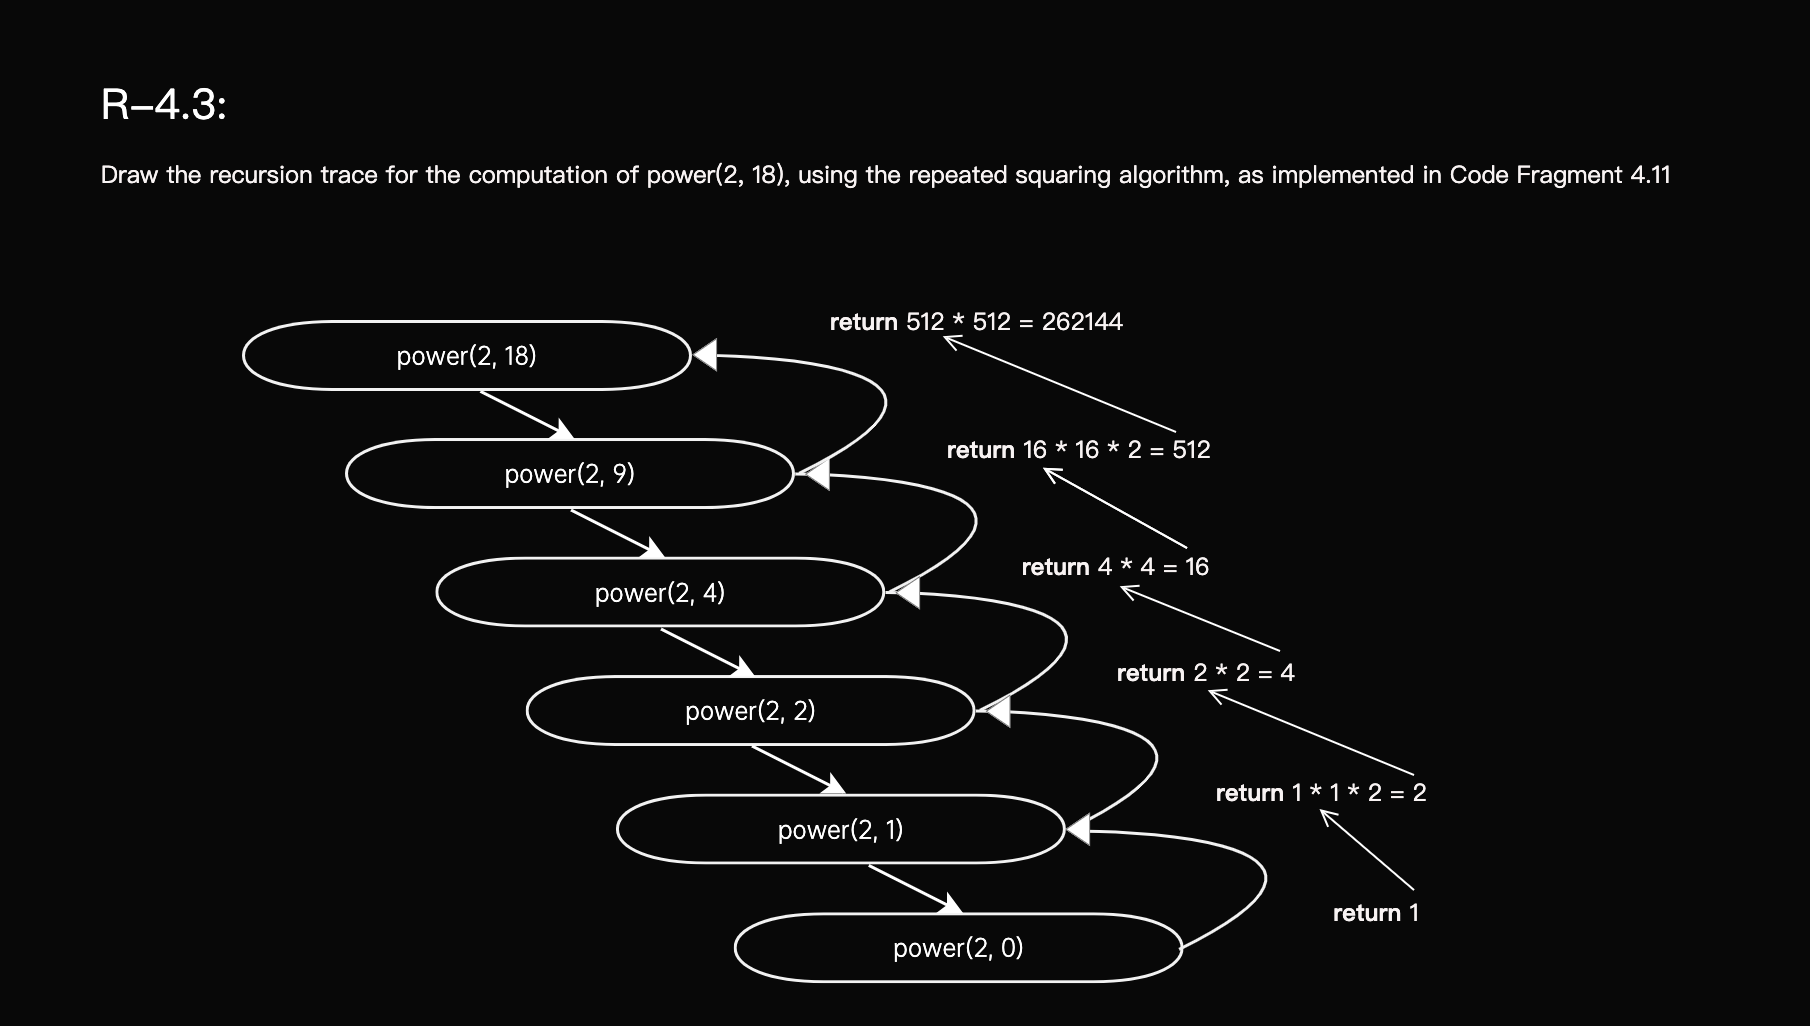 R–4.3:
Draw the recursion trace for the computation of power(2, 18), using the repeated squaring algorithm, as implemented in Code Fragment 4.11
return 512 * 512 = 262144
power(2, 18)
return 16 * 16 * 2 = 512
power(2, 9)
return 4 * 4 = 16
power(2, 4)
return 2 * 2 = 4
power(2, 2)
return 1 * 1 * 2 = 2
power(2, 1)
return 1
power(2, 0)